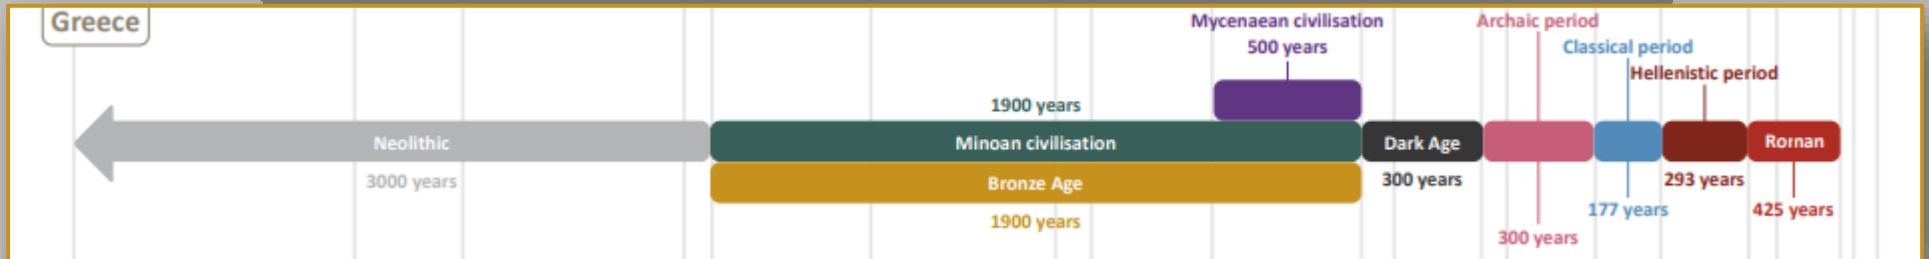 Greece
Mycenaean civilisation
500 years
Archaic period
Classical period
Hellenistic period
1900 years
Neolithic
Minoan civilisation
Dark Age
Roman
3000 years
Bronze Age
300 years
293 years
1900 years
177 years
425 years
300 years